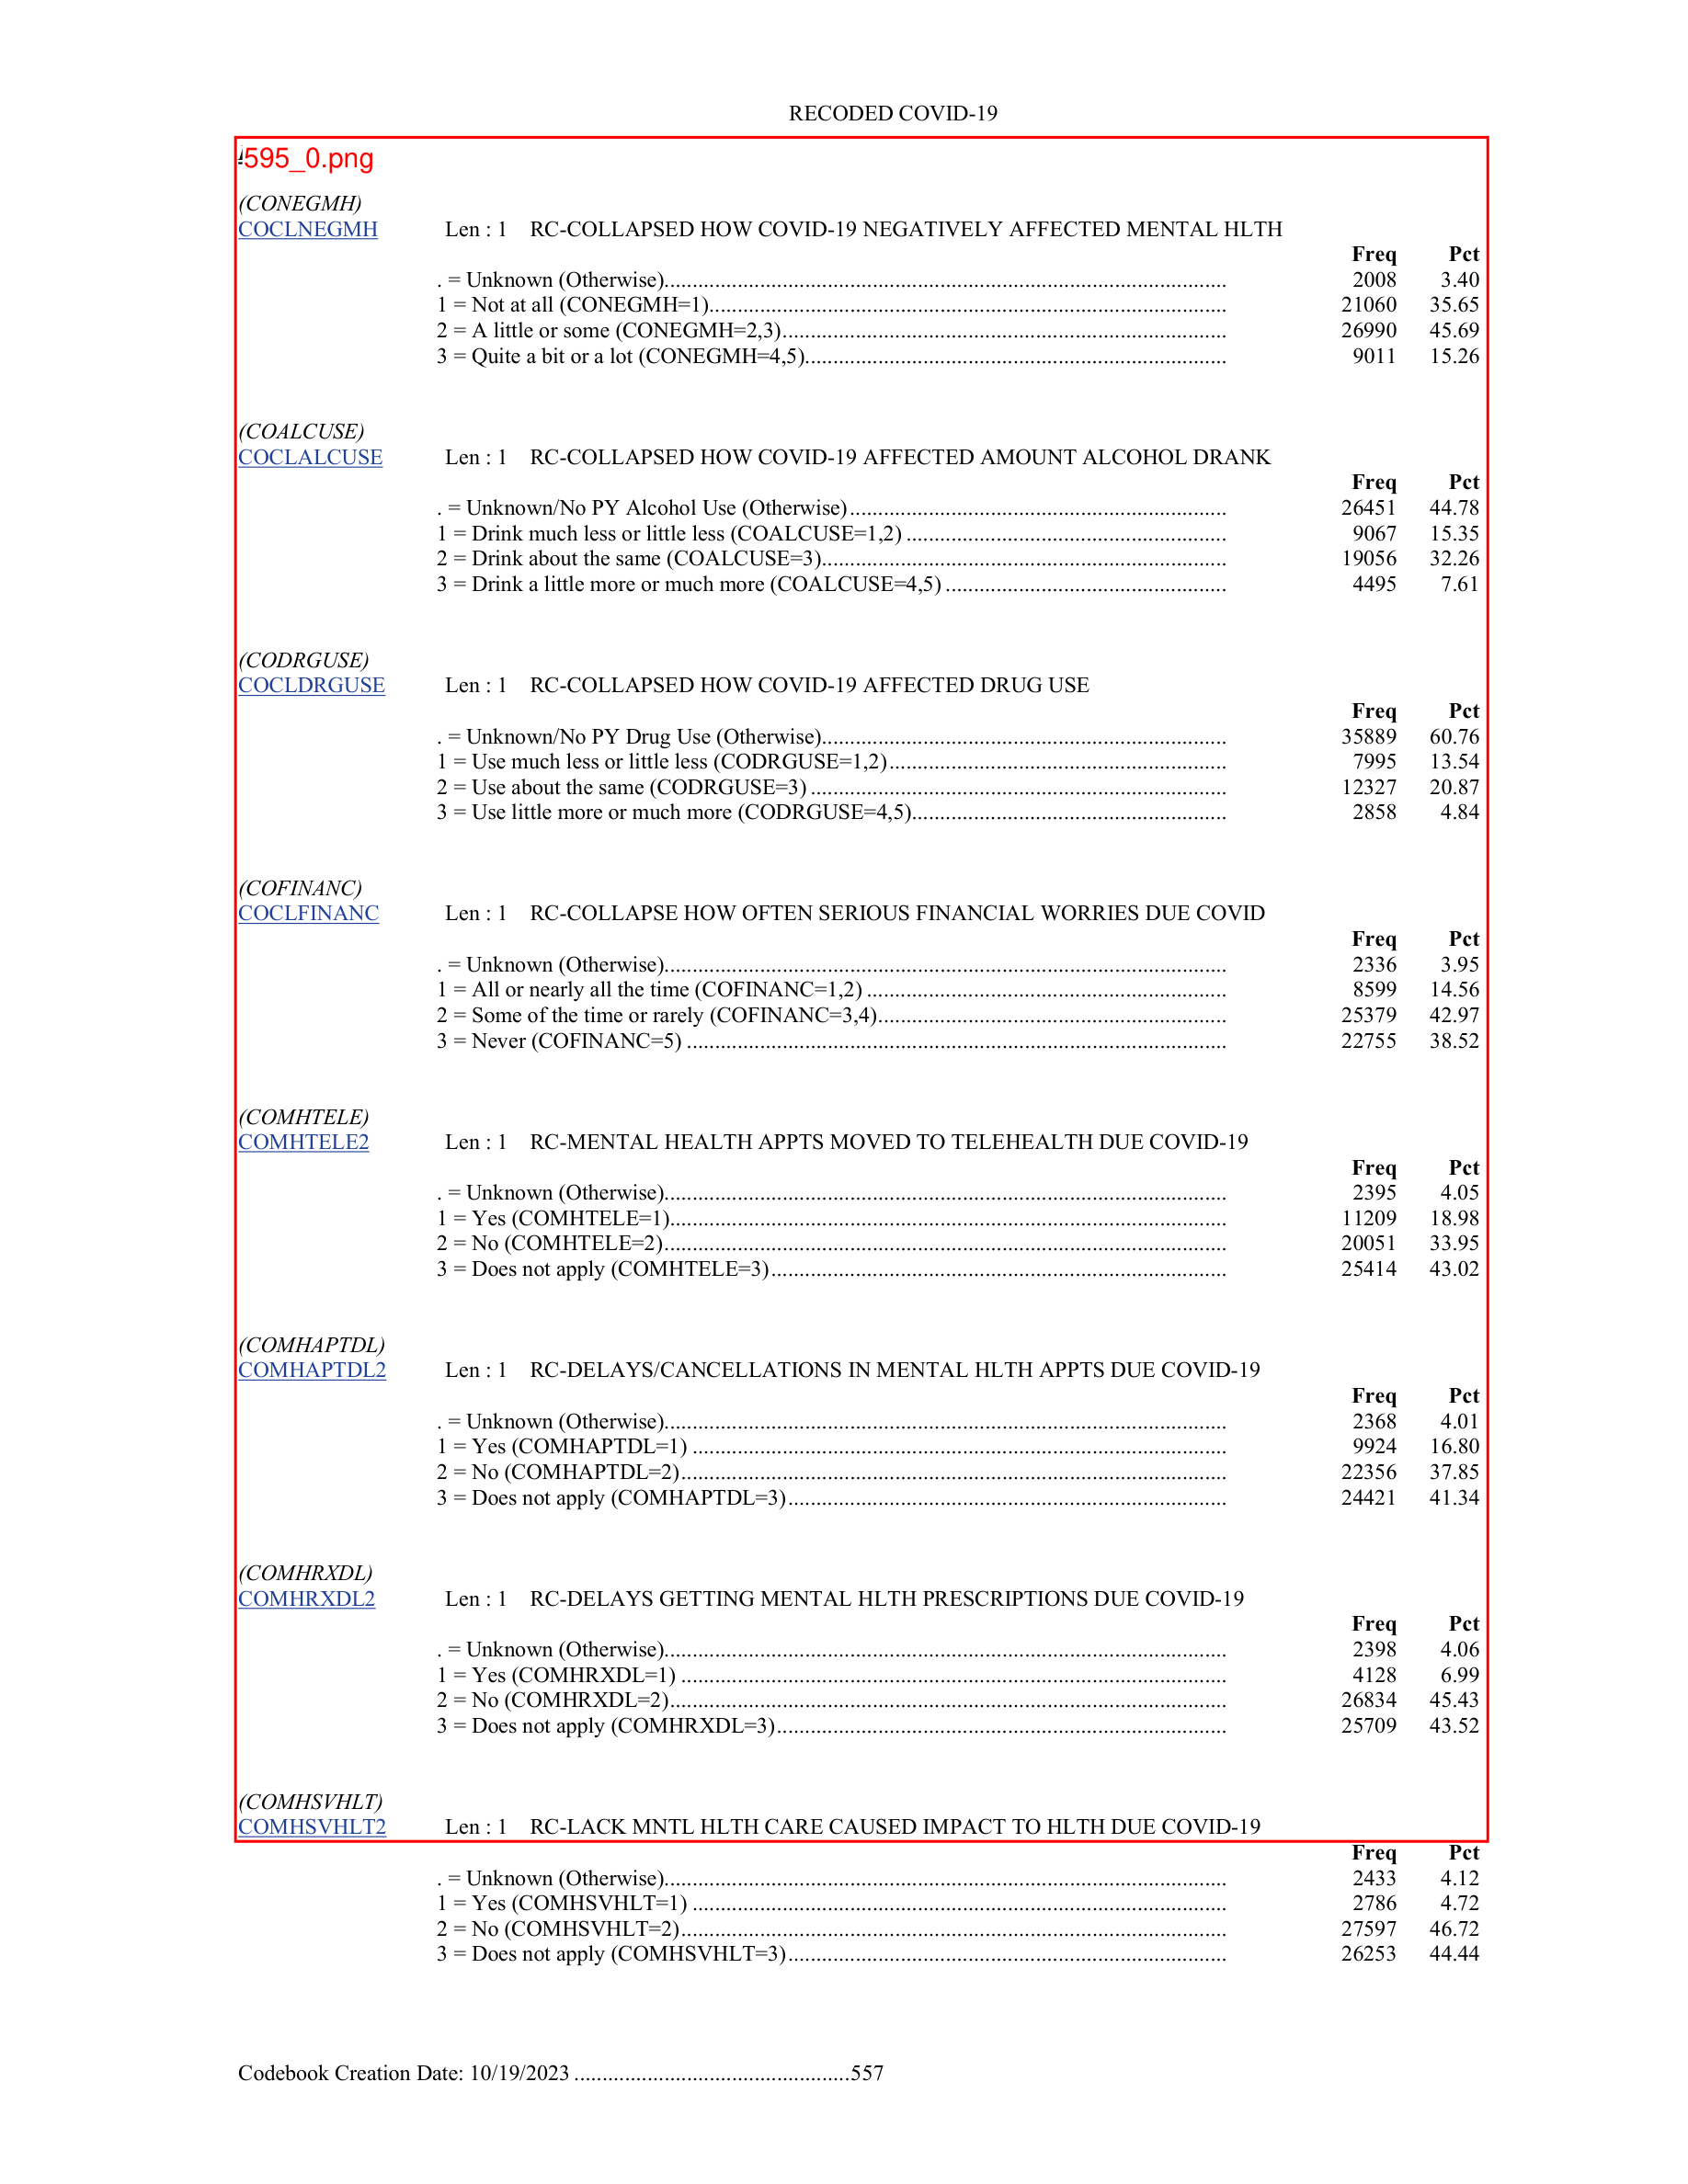 RECODED COVID-19
595_0.png
(CONEGMH)
COCLNEGMH Len : 1 RC-COLLAPSED HOW COVID-19 NEGATIVELY AFFECTED MENTAL HLTH
Freq Pct
. = Unknown (Otherwise)........ 2008 3.40
1 = Not at all (CONEGMH=1)........ 21060 35.65
2 = A little or some (CONEGMH=2,3)........ 26990 45.69
3 = Quite a bit or a lot (CONEGMH=4,5)........ 9011 15.26
(COALCUSE)
COCLALCUSE Len : 1 RC-COLLAPSED HOW COVID-19 AFFECTED AMOUNT ALCOHOL DRANK
Freq Pct
. = Unknown/No PY Alcohol Use (Otherwise)........ 26451 44.78
1 = Drink much less or little less (COALCUSE=1,2)........ 9067 15.35
2 = Drink about the same (COALCUSE=3)........ 19056 32.26
3 = Drink a little more or much more (COALCUSE=4,5)........ 4495 7.61
(CODRGUSE)
COCLDRGUSE Len : 1 RC-COLLAPSED HOW COVID-19 AFFECTED DRUG USE
Freq Pct
. = Unknown/No PY Drug Use (Otherwise)........ 35889 60.76
1 = Use much less or little less (CODRGUSE=1,2)........ 7995 13.54
2 = Use about the same (CODRGUSE=3)........ 12327 20.87
3 = Use little more or much more (CODRGUSE=4,5)........ 2858 4.84
(COFINANC)
COCLFINANC Len : 1 RC-COLLAPSE HOW OFTEN SERIOUS FINANCIAL WORRIES DUE COVID
Freq Pct
. = Unknown (Otherwise)........ 2336 3.95
1 = All or nearly all the time (COFINANC=1,2)........ 8599 14.56
2 = Some of the time or rarely (COFINANC=3,4)........ 25379 42.97
3 = Never (COFINANC=5)........ 22755 38.52
(COMHTELE)
COMHTELE2 Len : 1 RC-MENTAL HEALTH APPTS MOVED TO TELEHEALTH DUE COVID-19
Freq Pct
. = Unknown (Otherwise)........ 2395 4.05
1 = Yes (COMHTELE=1)........ 11209 18.98
2 = No (COMHTELE=2)........ 20051 33.95
3 = Does not apply (COMHTELE=3)........ 25414 43.02
(COMHAPTDL)
COMHAPTDL2 Len : 1 RC-DELAYS/CANCELLATIONS IN MENTAL HLTH APPTS DUE COVID-19
Freq Pct
. = Unknown (Otherwise)........ 2368 4.01
1 = Yes (COMHAPTDL=1)........ 9924 16.80
2 = No (COMHAPTDL=2)........ 22356 37.85
3 = Does not apply (COMHAPTDL=3)........ 24421 41.34
(COMHRXDL)
COMHRXDL2 Len : 1 RC-DELAYS GETTING MENTAL HLTH PRESCRIPTIONS DUE COVID-19
Freq Pct
. = Unknown (Otherwise)........ 2398 4.06
1 = Yes (COMHRXDL=1)........ 4128 6.99
2 = No (COMHRXDL=2)........ 26834 45.43
3 = Does not apply (COMHRXDL=3)........ 25709 43.52
(COMHSVHLT)
COMHSVHLT2 Len : 1 RC-LACK MNTL HLTH CARE CAUSED IMPACT TO HLTH DUE COVID-19
Freq Pct
. = Unknown (Otherwise)........ 2433 4.12
1 = Yes (COMHSVHLT=1)........ 2786 4.72
2 = No (COMHSVHLT=2)........ 27597 46.72
3 = Does not apply (COMHSVHLT=3)........ 26253 44.44
Codebook Creation Date: 10/19/2023 ........557